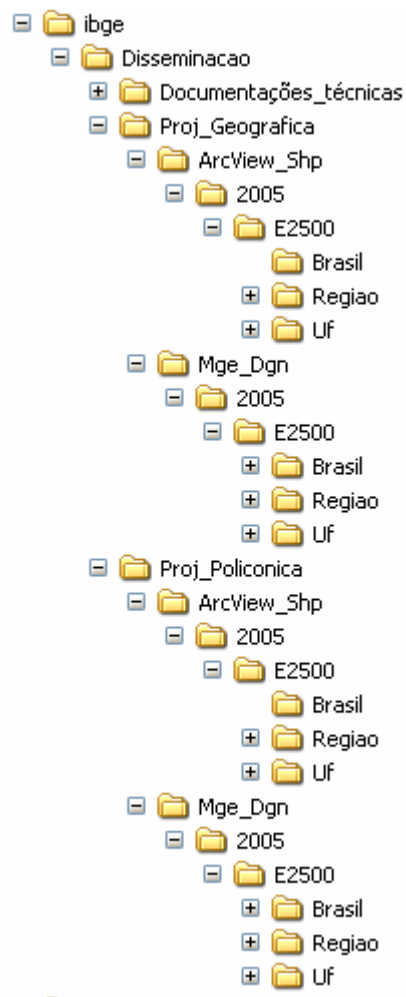 ibge
Disseminacao
Documentações_técnicas
Proj_Geografica
ArcView_Shp
2005
E2500
Brasil
Regiao
Uf
Mge_Dgn
2005
E2500
Brasil
Regiao
Uf
Proj_Policonica
ArcView_Shp
2005
E2500
Brasil
Regiao
Uf
Mge_Dgn
2005
E2500
Brasil
Regiao
Uf